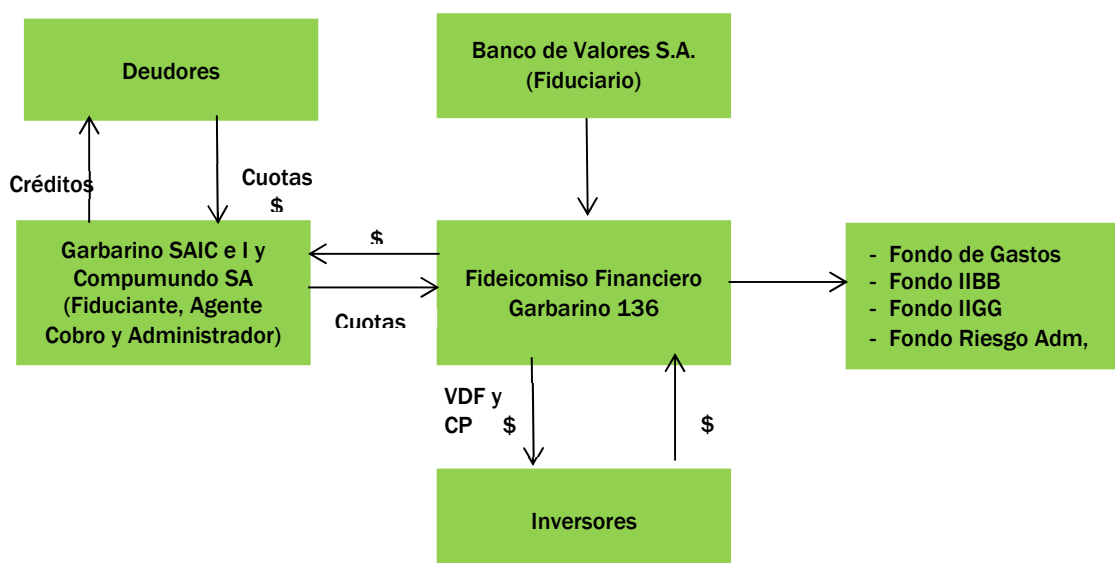 Deudores
Banco de Valores S.A.
(Fiduciario)
Créditos
Cuotas
$
Garbarino SAIC e I y
Compumundo SA
(Fiduciante, Agente
Cobro y Administrador)
$
Cuotas
Fideicomiso Financiero
Garbarino 136
- Fondo de Gastos
- Fondo IIBB
- Fondo IIGG
- Fondo Riesgo Adm,
VDF y
CP $
$
Inversores